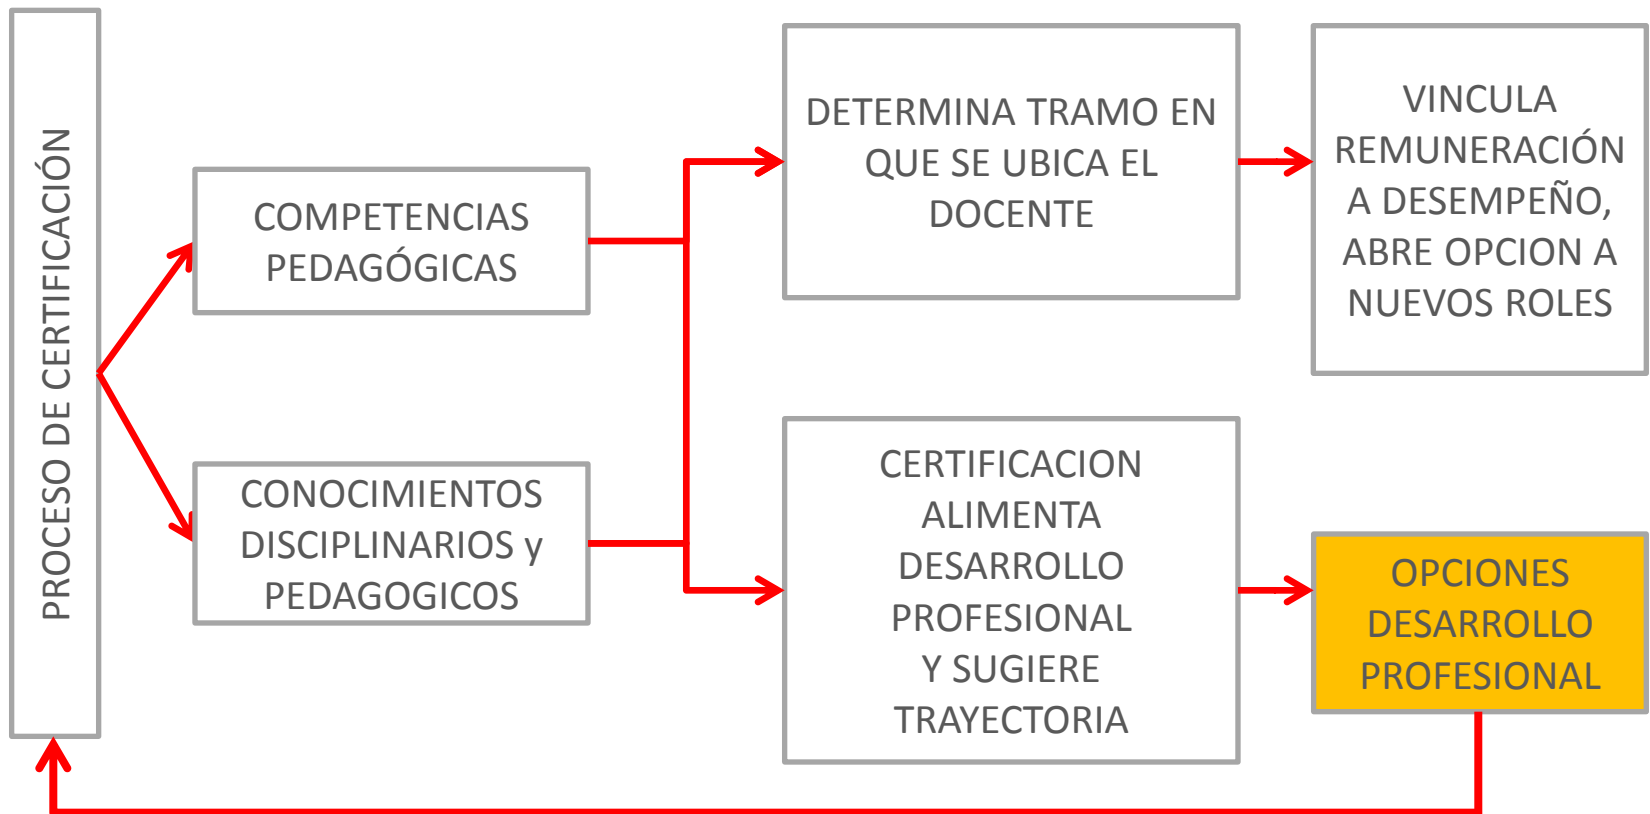 PROCESO DE CERTIFICACIÓN
COMPETENCIAS
PEDAGÓGICAS
CONOCIMIENTOS
DISCIPLINARIOS y
PEDAGOGICOS
DETERMINA TRAMO EN
QUE SE UBICA EL
DOCENTE
VINCULA
REMUNERACIÓN
A DESEMPEÑO,
ABRE OPCION A
NUEVOS ROLES
CERTIFICACION
ALIMENTA
DESARROLLO
PROFESIONAL
Y SUGIERE
TRAYECTORIA
OPCIONES
DESARROLLO
PROFESIONAL